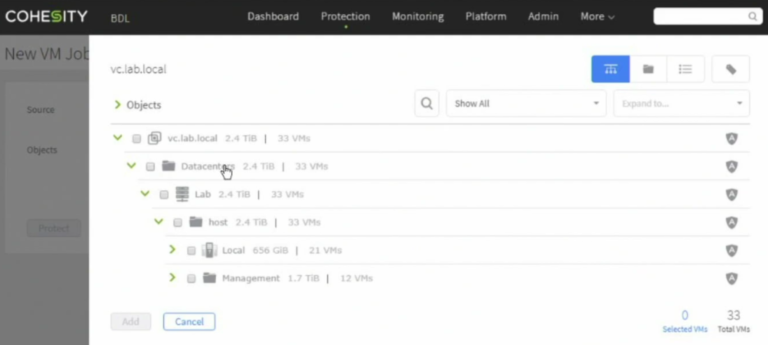 COHESITY BDL Dashboard Protection Monitoring Platform Admin More
New VM Job
vc.lab.local
Source
Objects
Show All
Expand to...
Objects
vc.lab.local 2.4 TiB | 33 VMs
Datacenters 2.4 TiB | 33 VMs
Lab 2.4 TiB | 33 VMs
host 2.4 TiB | 33 VMs
Protect
Local 656 GiB | 21 VMs
Management 1.7 TiB | 12 VMs
Add
Cancel
0
Selected VMs
33
Total VMs